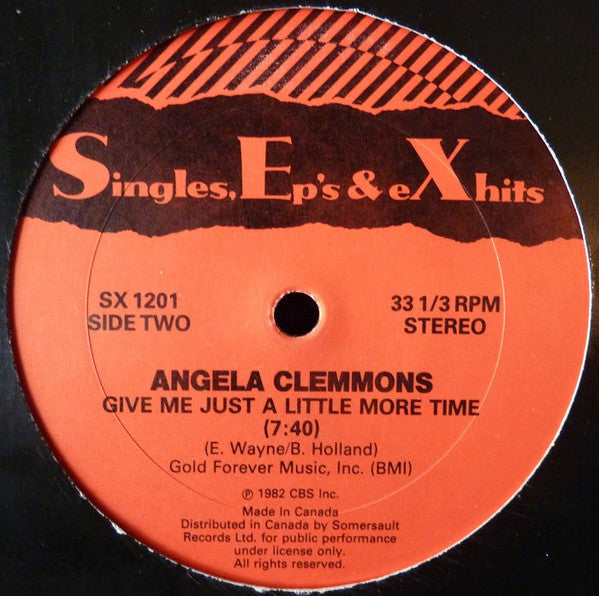 Singles, Ep's & eXhits
SX 1201
SIDE TWO
33 1/3 RPM
STEREO
ANGELA CLEMMONS
GIVE ME JUST A LITTLE MORE TIME
(7:40)
(E. Wayne/B. Holland)
Gold Forever Music, Inc. (BMI)
℗ 1982 CBS Inc.
Made In Canada
Distributed in Canada by Somersault
Records Ltd. for public performance
under license only.
All rights reserved.